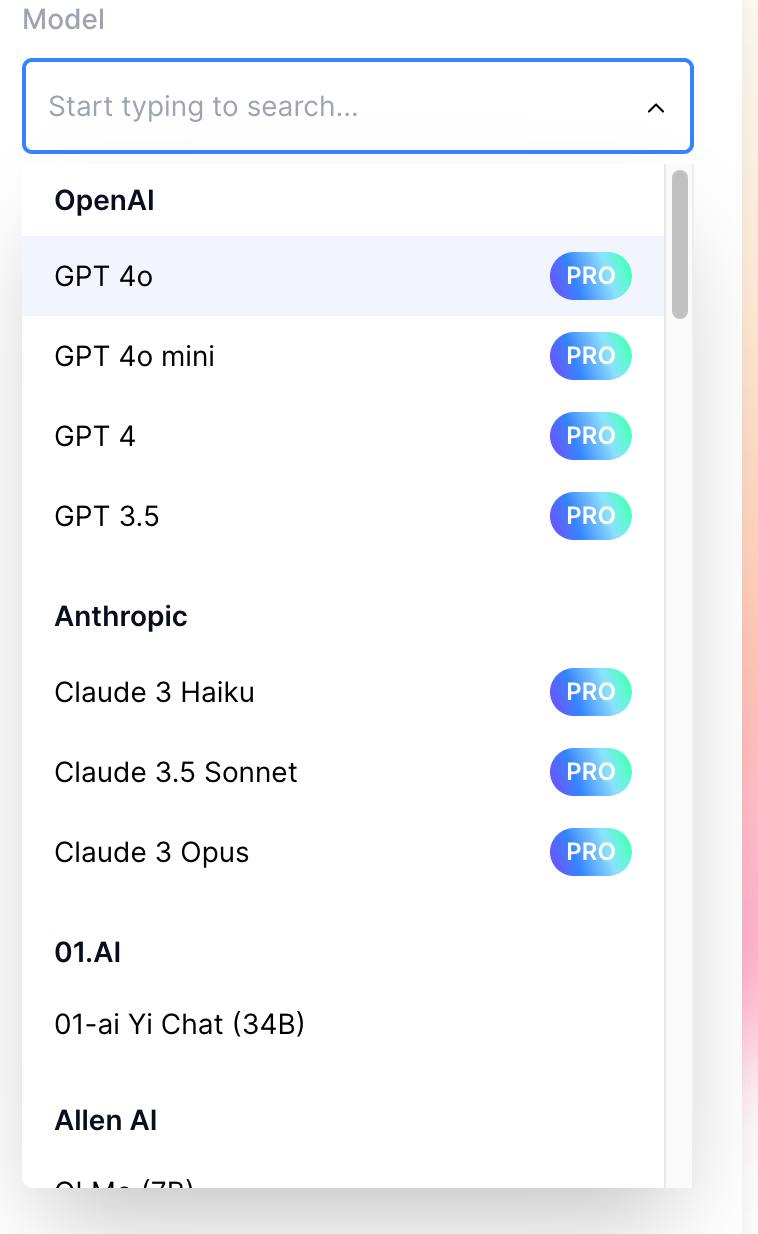 Model
Start typing to search...
OpenAI
GPT 4o PRO
GPT 4o mini PRO
GPT 4 PRO
GPT 3.5 PRO
Anthropic
Claude 3 Haiku PRO
Claude 3.5 Sonnet PRO
Claude 3 Opus PRO
01.AI
01-ai Yi Chat (34B)
Allen AI